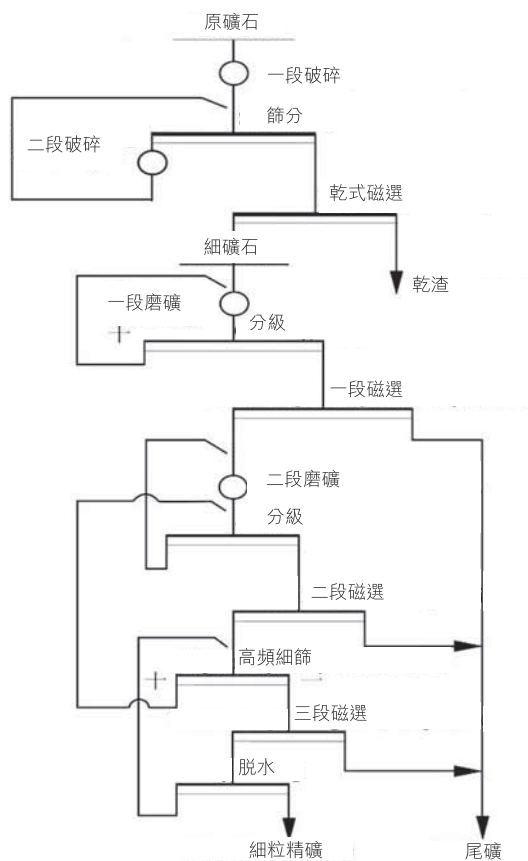 原礦石
一段破碎
篩分
二段破碎
乾式磁選
細礦石
乾渣
一段磨礦
分級
+
一段磁選
二段磨礦
分級
二段磁選
高頻細篩
+
三段磁選
脱水
細粒精礦
尾礦